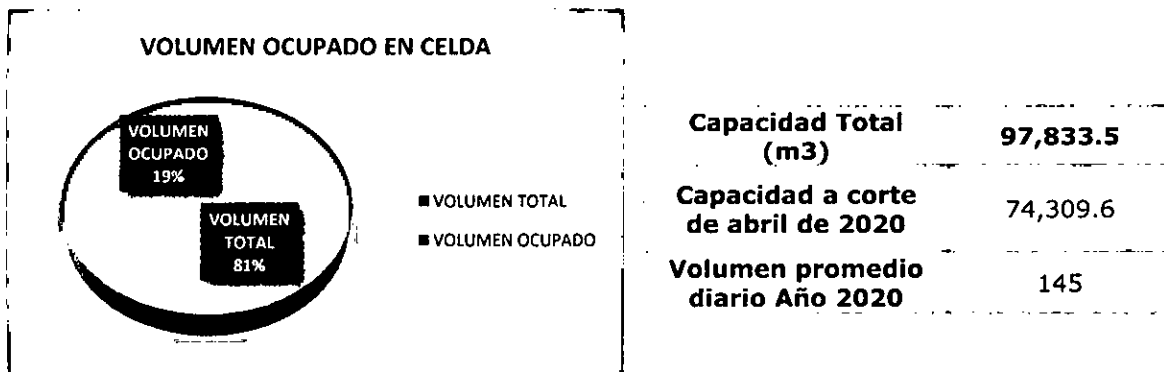 VOLUMEN OCUPADO EN CELDA
VOLUMEN
OCUPADO
19%
VOLUMEN
TOTAL
81%
■ VOLUMEN TOTAL
■ VOLUMEN OCUPADO
Capacidad Total
(m3)
97,833.5
Capacidad a corte
de abril de 2020
74,309.6
Volumen promedio
diario Año 2020
145